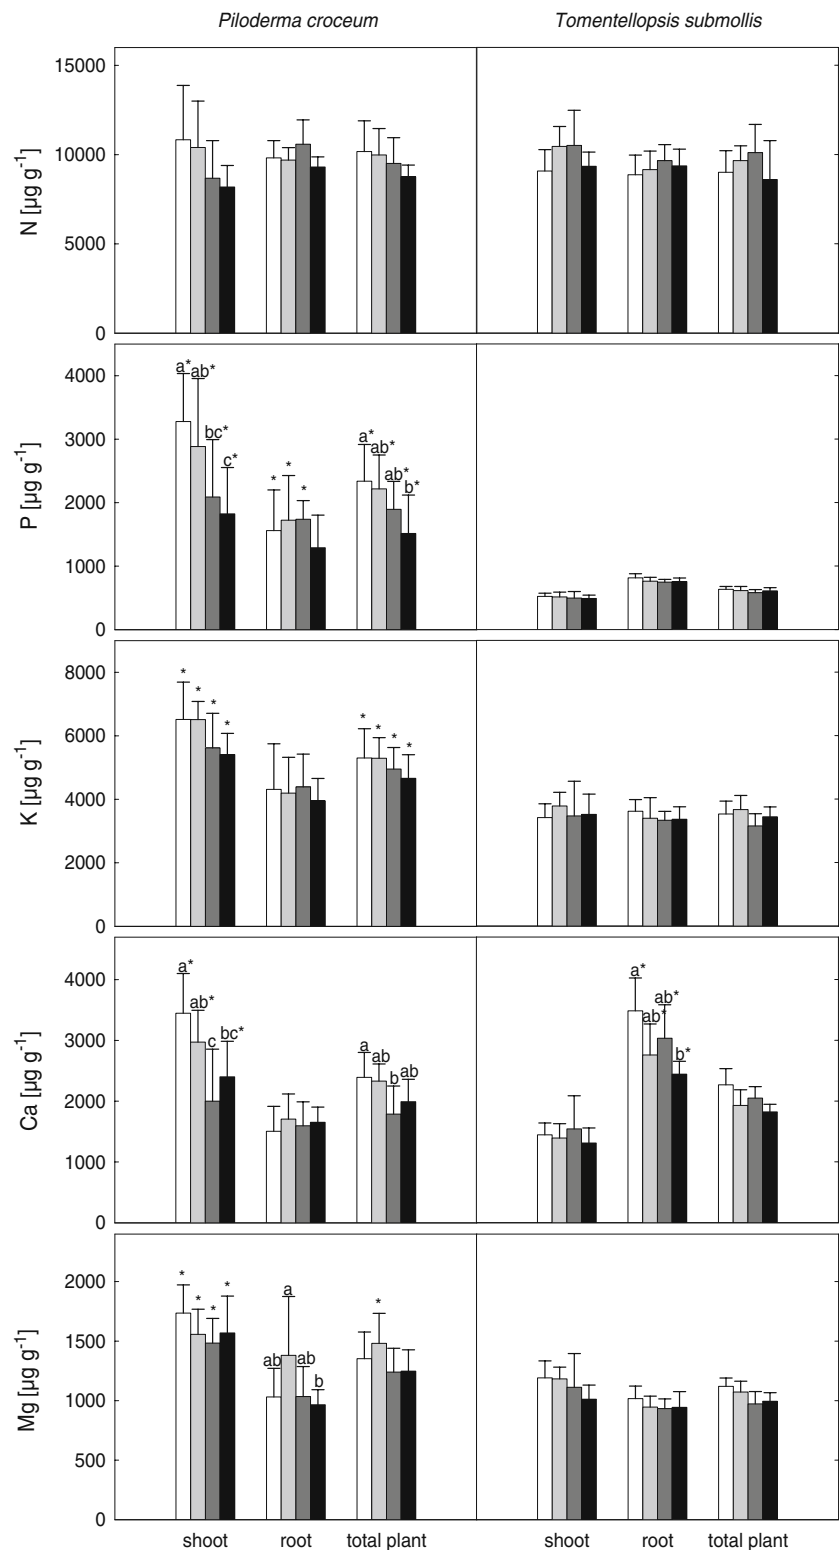 Piloderma croceum Tomentellopsis submollis
15000
10000
5000
0
N [µg g-1]
4000
3000
2000
1000
0
P [µg g-1]
a* ab* bc* c* * * * a* ab* ab* b*
8000
6000
4000
2000
0
K [µg g-1]
* * * * * * * *
4000
3000
2000
1000
0
Ca [µg g-1]
a* ab* c bc* a ab b ab a* ab* ab* b*
2000
1500
1000
500
0
Mg [µg g-1]
* * * * ab a ab b *
shoot root total plant shoot root total plant